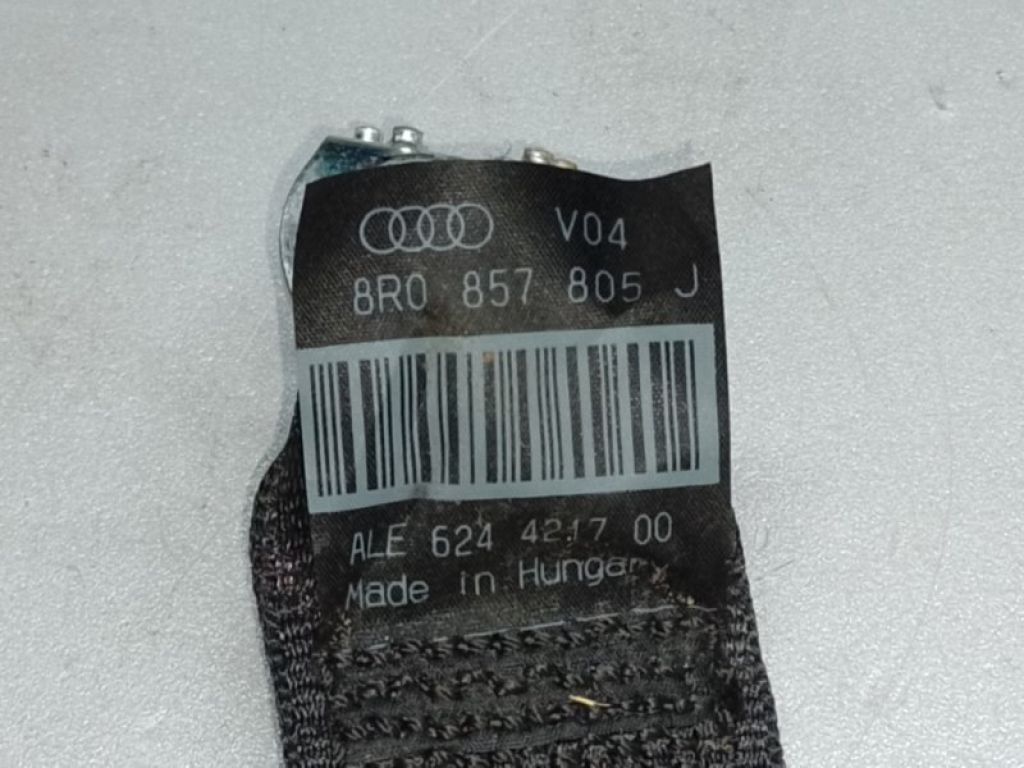 V04
8R0 857 805 J
ALE 624 4217 00
Made in Hungary